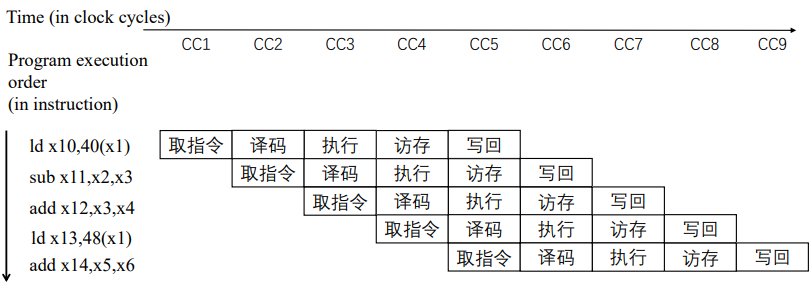 Time (in clock cycles)
CC1 CC2 CC3 CC4 CC5 CC6 CC7 CC8 CC9
Program execution
order
(in instruction)
ld x10,40(x1) 取指令 译码 执行 访存 写回
sub x11,x2,x3 取指令 译码 执行 访存 写回
add x12,x3,x4 取指令 译码 执行 访存 写回
ld x13,48(x1) 取指令 译码 执行 访存 写回
add x14,x5,x6 取指令 译码 执行 访存 写回